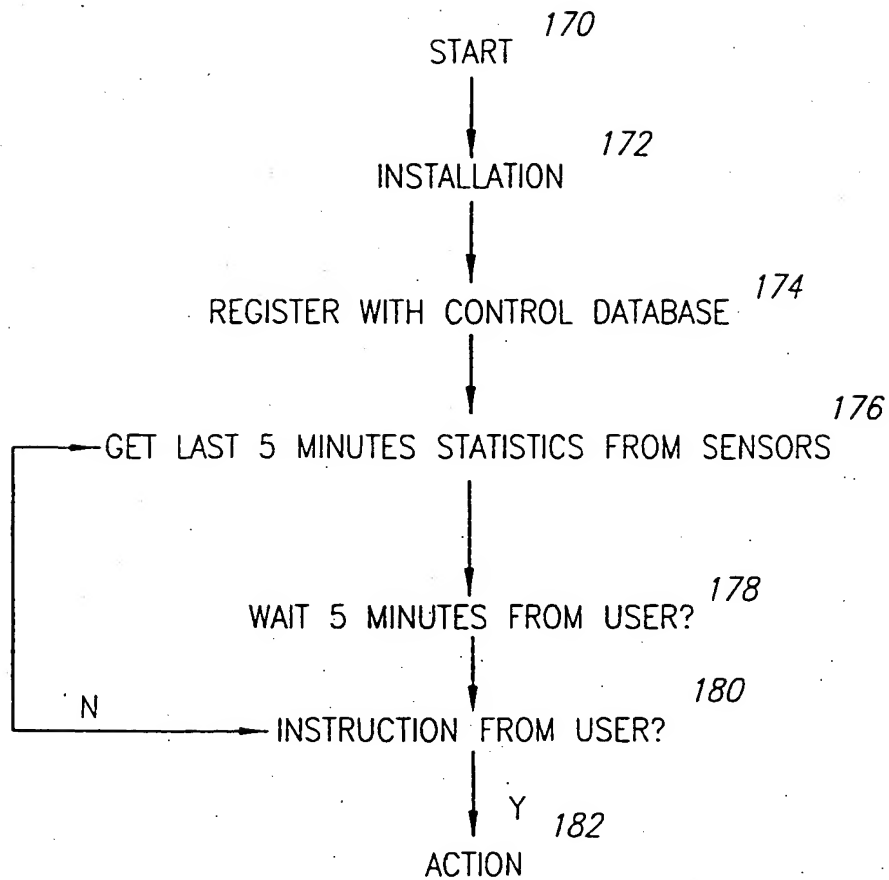 170
START
172
INSTALLATION
174
REGISTER WITH CONTROL DATABASE
176
GET LAST 5 MINUTES STATISTICS FROM SENSORS
178
WAIT 5 MINUTES FROM USER?
180
N
INSTRUCTION FROM USER?
Y
182
ACTION